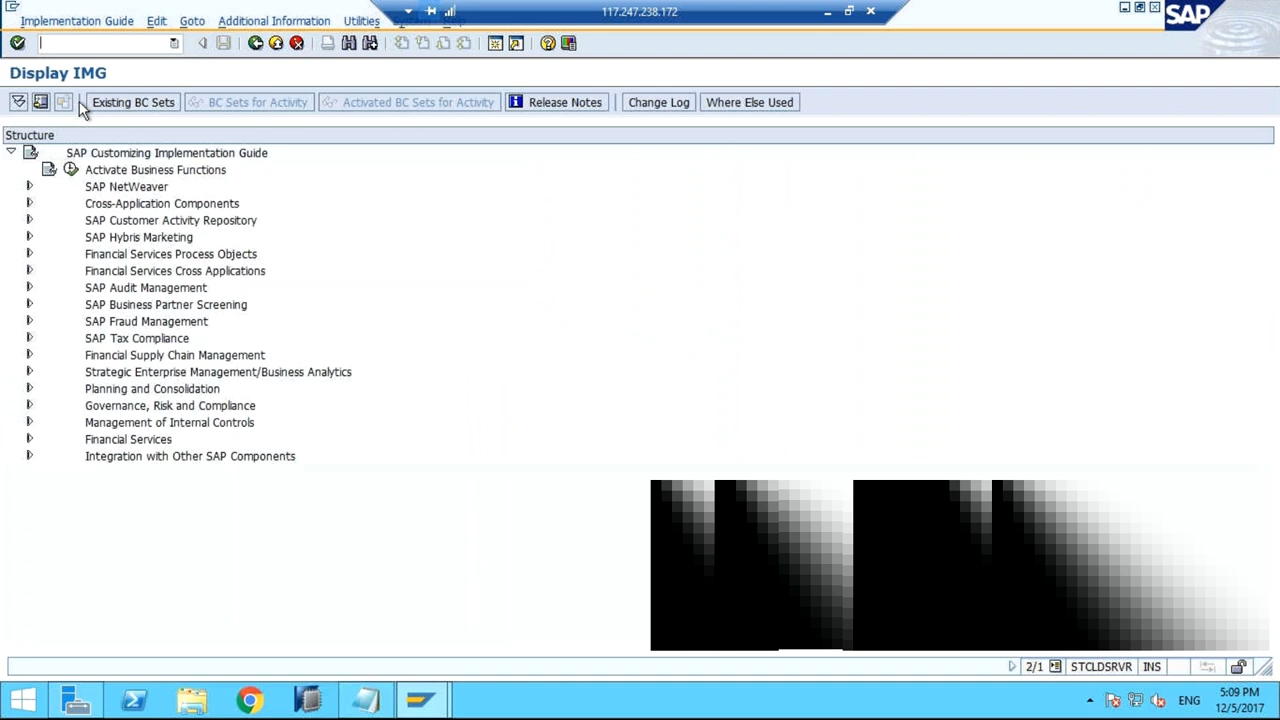 117.247.238.172
Implementation Guide Edit Goto Additional Information Utilities
SAP
Display IMG
Existing BC Sets BC Sets for Activity Activated BC Sets for Activity Release Notes Change Log Where Else Used
Structure
SAP Customizing Implementation Guide
Activate Business Functions
SAP NetWeaver
Cross-Application Components
SAP Customer Activity Repository
SAP Hybris Marketing
Financial Services Process Objects
Financial Services Cross Applications
SAP Audit Management
SAP Business Partner Screening
SAP Fraud Management
SAP Tax Compliance
Financial Supply Chain Management
Strategic Enterprise Management/Business Analytics
Planning and Consolidation
Governance, Risk and Compliance
Management of Internal Controls
Financial Services
Integration with Other SAP Components
2/1 STCLDSRVR INS
ENG
5:09 PM
12/5/2017